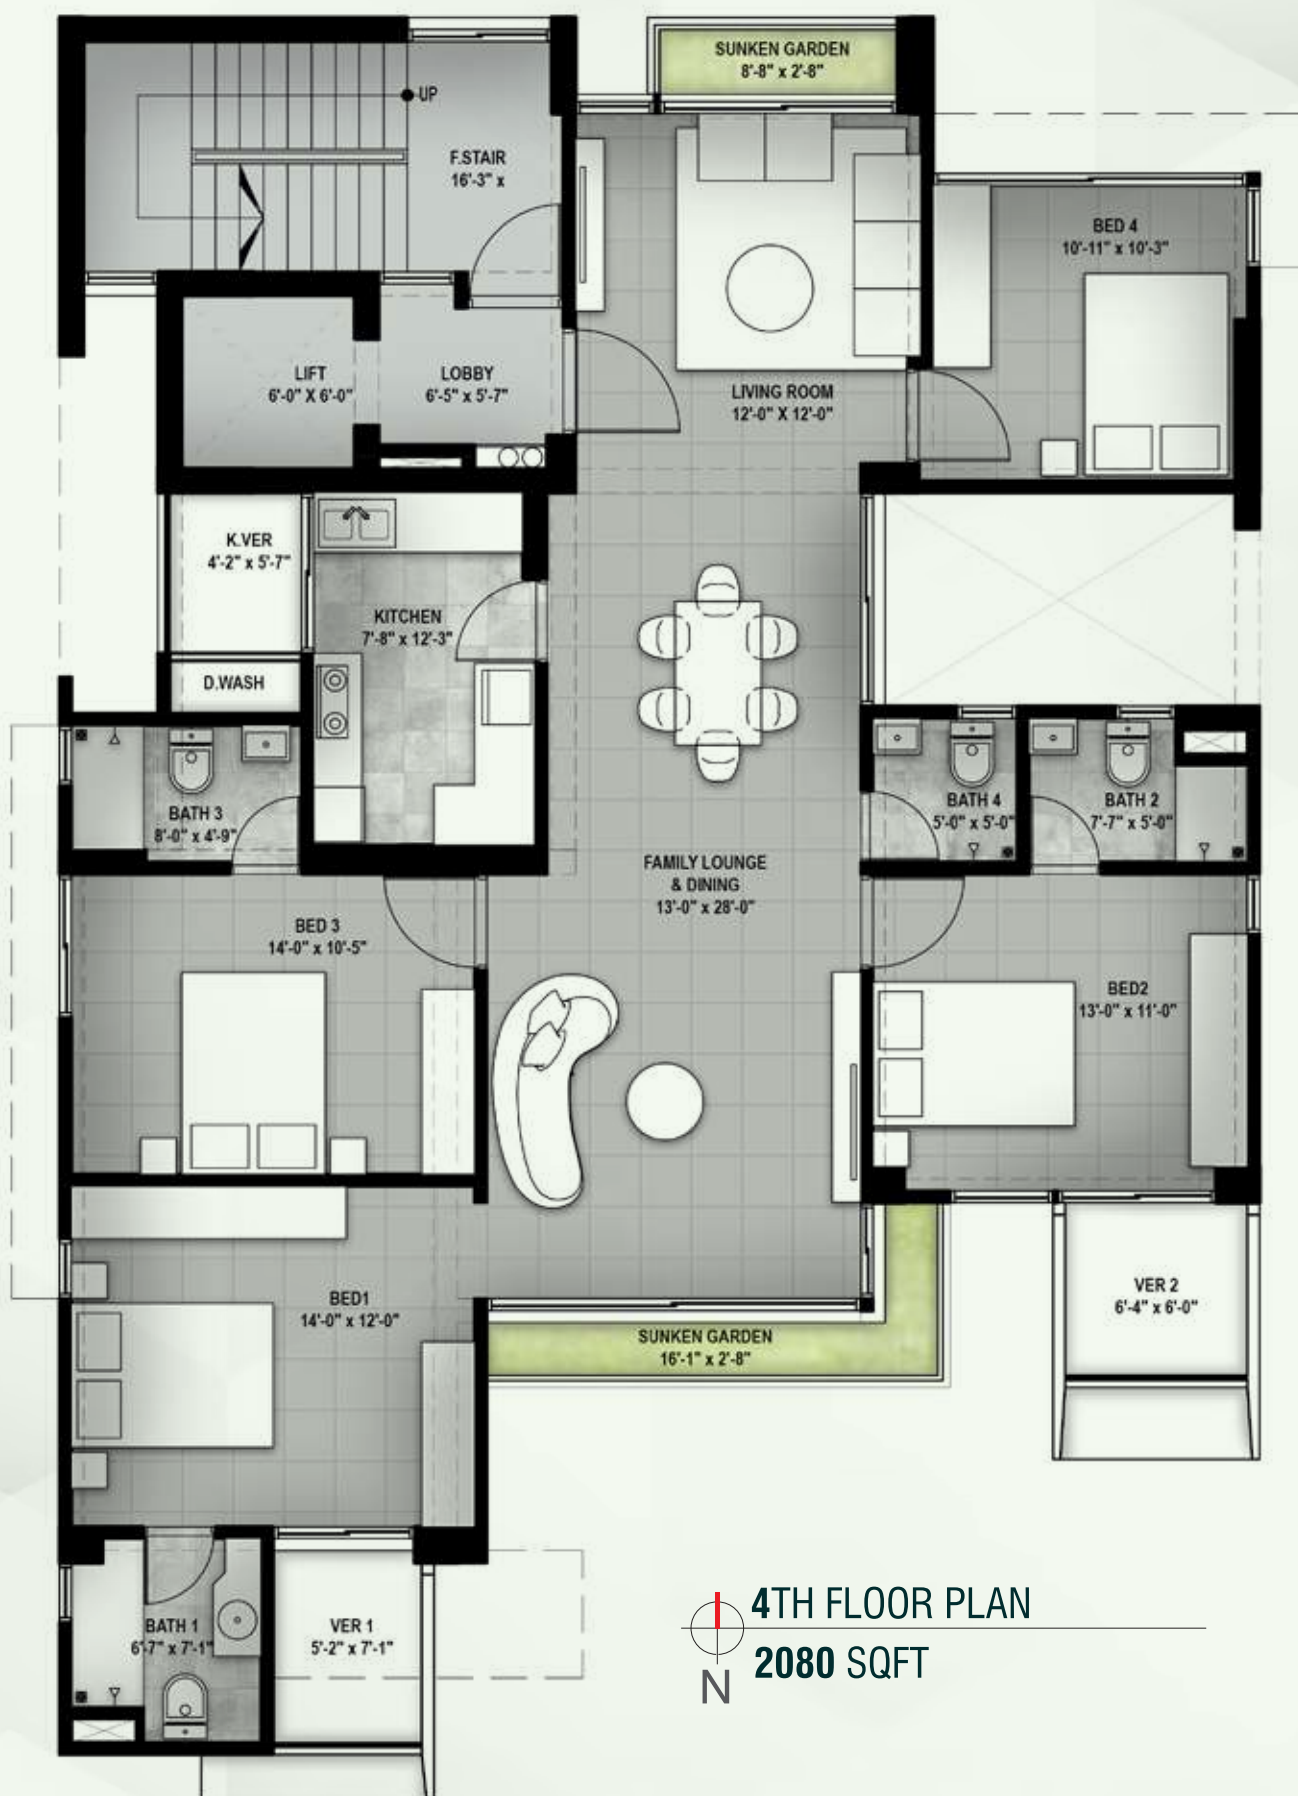 SUNKEN GARDEN
8'-8" x 2'-8"
UP
F.STAIR
16'-3" x
BED 4
10'-11" x 10'-3"
LIFT
6'-0" X 6'-0"
LOBBY
6'-5" x 5'-7"
LIVING ROOM
12'-0" X 12'-0"
K.VER
4'-2" x 5'-7"
KITCHEN
7'-8" x 12'-3"
D.WASH
BATH 3
8'-0" x 4'-9"
BATH 4
5'-0" x 5'-0"
BATH 2
7'-7" x 5'-0"
FAMILY LOUNGE
& DINING
13'-0" x 28'-0"
BED 3
14'-0" x 10'-5"
BED2
13'-0" x 11'-0"
BED1
14'-0" x 12'-0"
VER 2
6'-4" x 6'-0"
SUNKEN GARDEN
16'-1" x 2'-8"
BATH 1
6'-7" x 7'-1"
VER 1
5'-2" x 7'-1"
4TH FLOOR PLAN
2080 SQFT
N